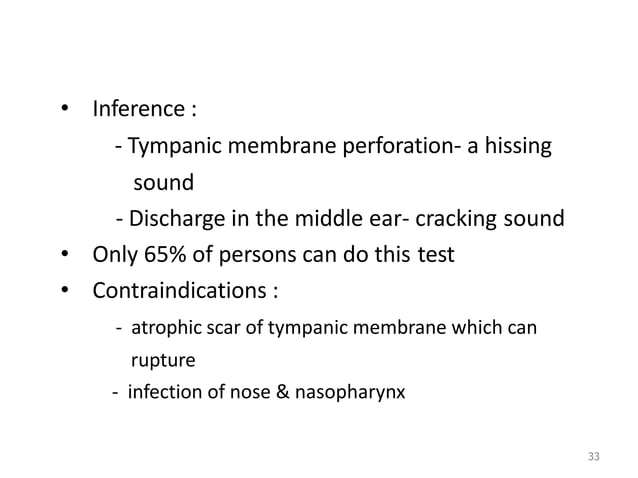 • Inference :
- Tympanic membrane perforation- a hissing
sound
- Discharge in the middle ear- cracking sound
• Only 65% of persons can do this test
• Contraindications :
- atrophic scar of tympanic membrane which can
rupture
- infection of nose & nasopharynx
33